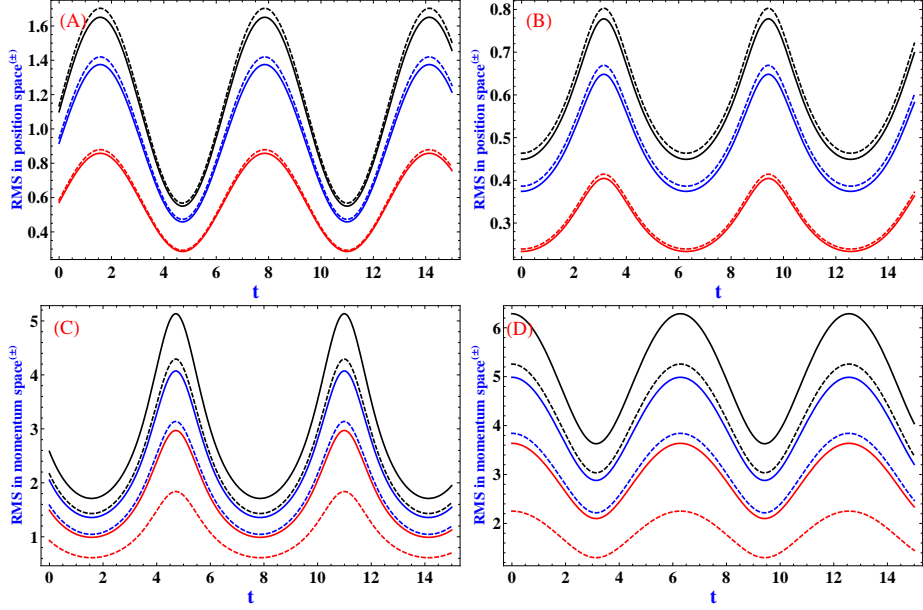 (A)
RMS in position space(±)
1.6
1.4
1.2
1.0
0.8
0.6
0.4
0 2 4 6 8 10 12 14
t
(B)
RMS in position space(±)
0.8
0.7
0.6
0.5
0.4
0.3
0 2 4 6 8 10 12 14
t
(C)
RMS in momentum space(±)
5
4
3
2
1
0 2 4 6 8 10 12 14
t
(D)
RMS in momentum space(±)
6
5
4
3
2
0 2 4 6 8 10 12 14
t